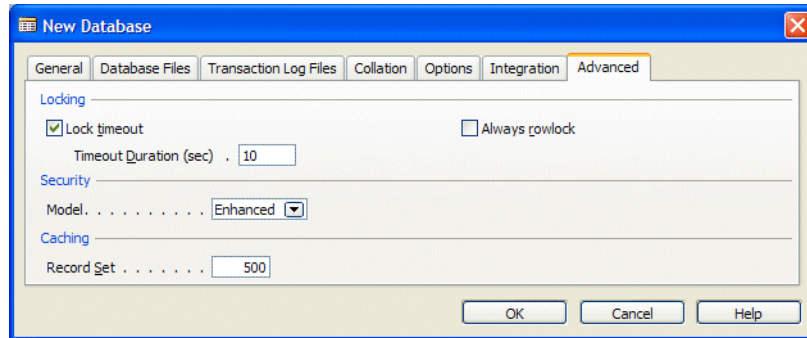 New Database
General Database Files Transaction Log Files Collation Options Integration Advanced
Locking
Lock timeout Always rowlock
Timeout Duration (sec) . 10
Security
Model. . . . . . . . . . Enhanced
Caching
Record Set . . . . . . . 500
OK Cancel Help